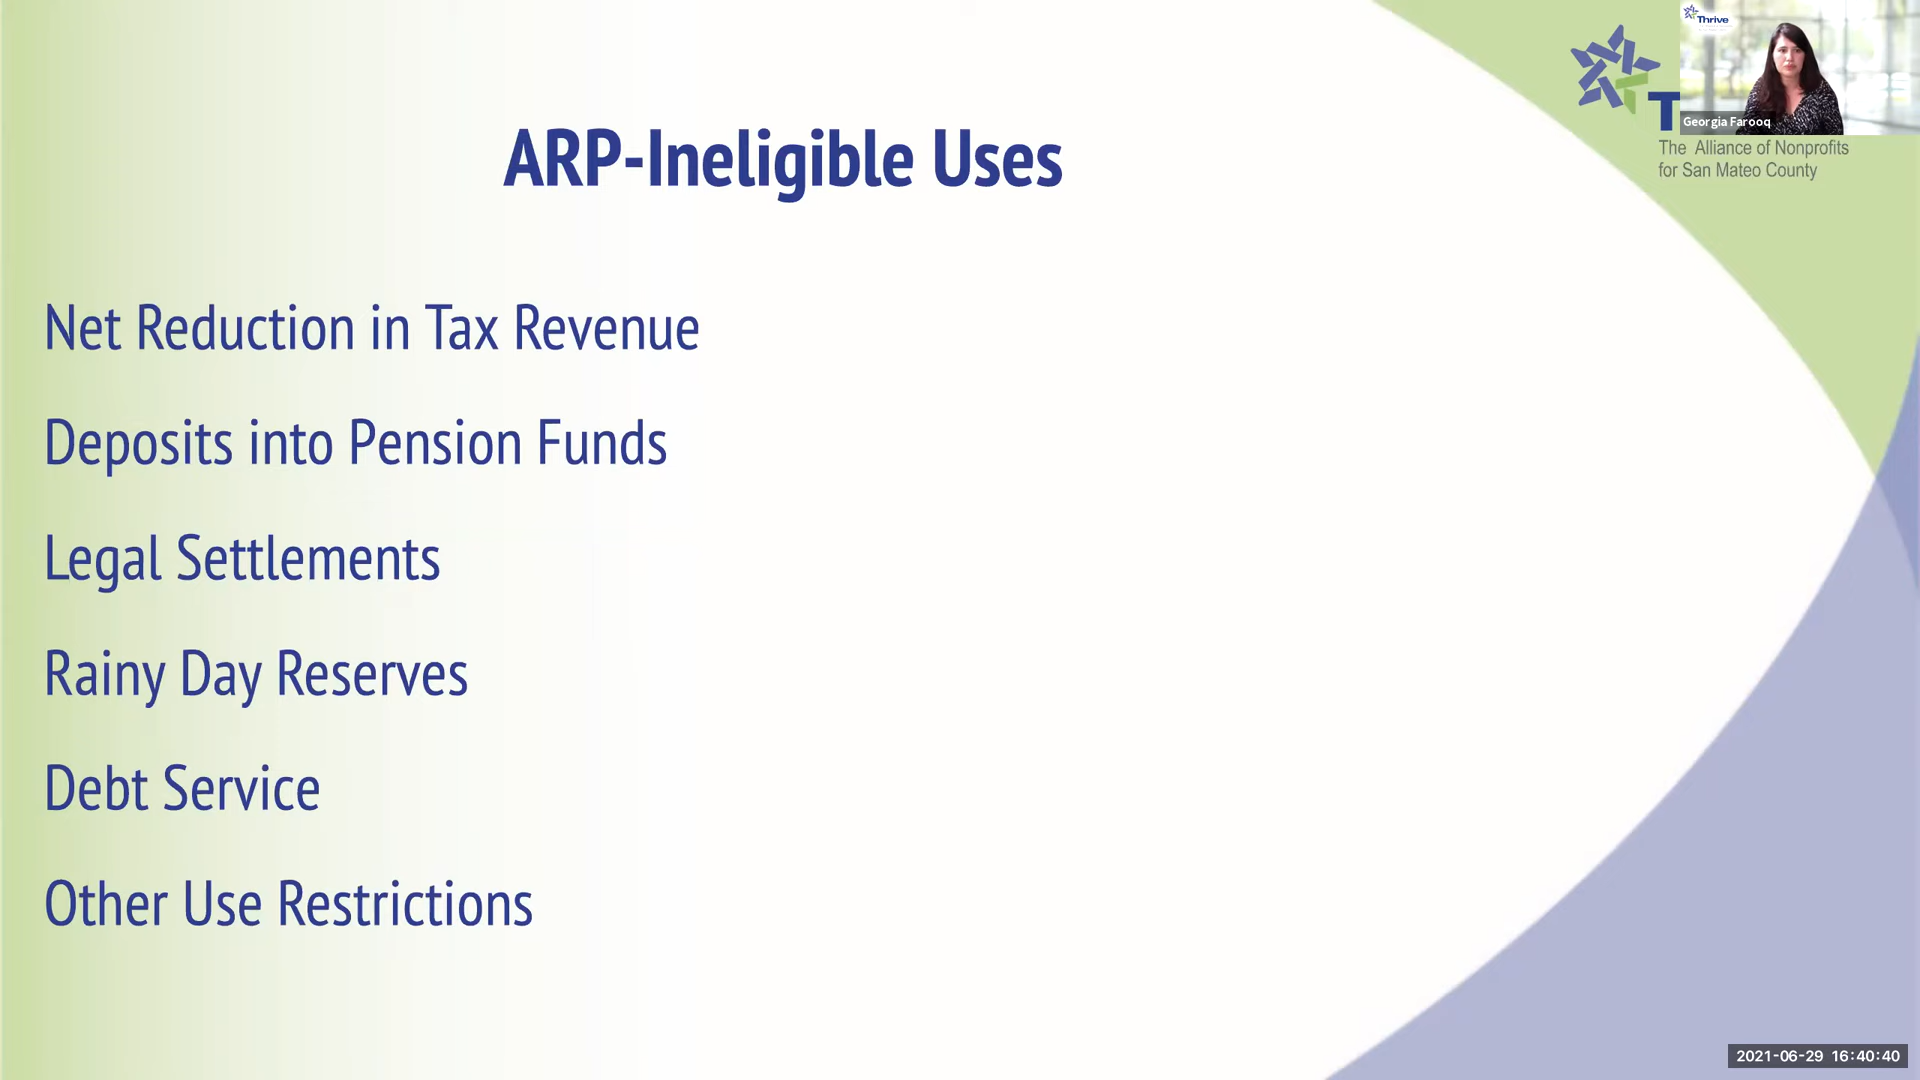 ARP-Ineligible Uses
Net Reduction in Tax Revenue
Deposits into Pension Funds
Legal Settlements
Rainy Day Reserves
Debt Service
Other Use Restrictions
T
The Alliance of Nonprofits
for San Mateo County
Thrive
Georgia Farooq
2021-06-29 16:40:40